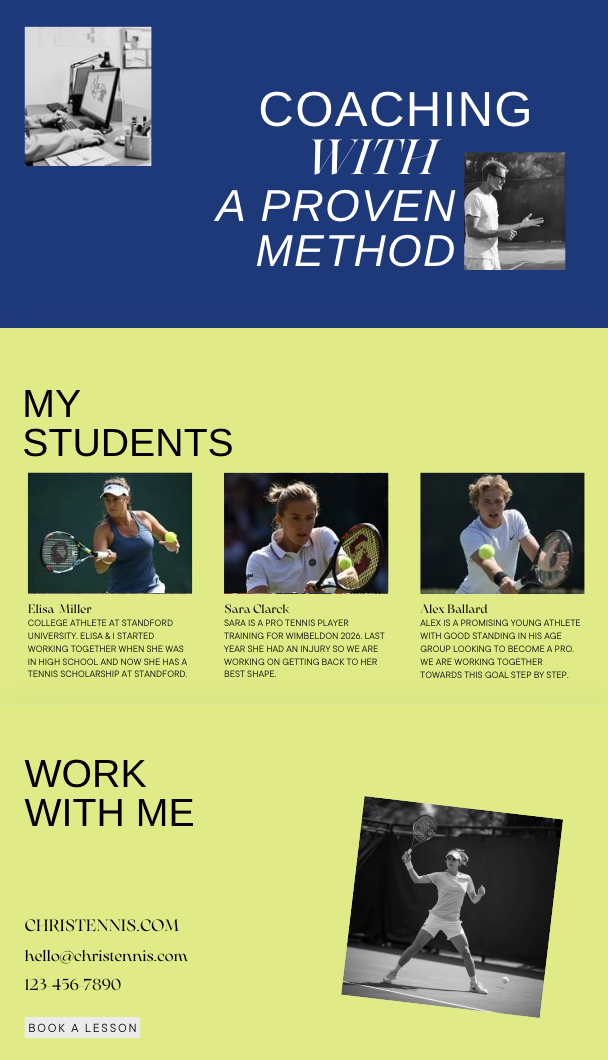 COACHING
WITH
A PROVEN
METHOD
MY
STUDENTS
Elisa Miller
COLLEGE ATHLETE AT STANDFORD
UNIVERSITY. ELISA & I STARTED
WORKING TOGETHER WHEN SHE WAS
IN HIGH SCHOOL AND NOW SHE HAS A
TENNIS SCHOLARSHIP AT STANDFORD.
Sara Clarck
SARA IS A PRO TENNIS PLAYER
TRAINING FOR WIMBELDON 2026. LAST
YEAR SHE HAD AN INJURY SO WE ARE
WORKING ON GETTING BACK TO HER
BEST SHAPE.
Alex Ballard
ALEX IS A PROMISING YOUNG ATHLETE
WITH GOOD STANDING IN HIS AGE
GROUP LOOKING TO BECOME A PRO.
WE ARE WORKING TOGETHER
TOWARDS THIS GOAL STEP BY STEP.
WORK
WITH ME
CHRISTENNIS.COM
hello@christennis.com
123-456-7890
BOOK A LESSON